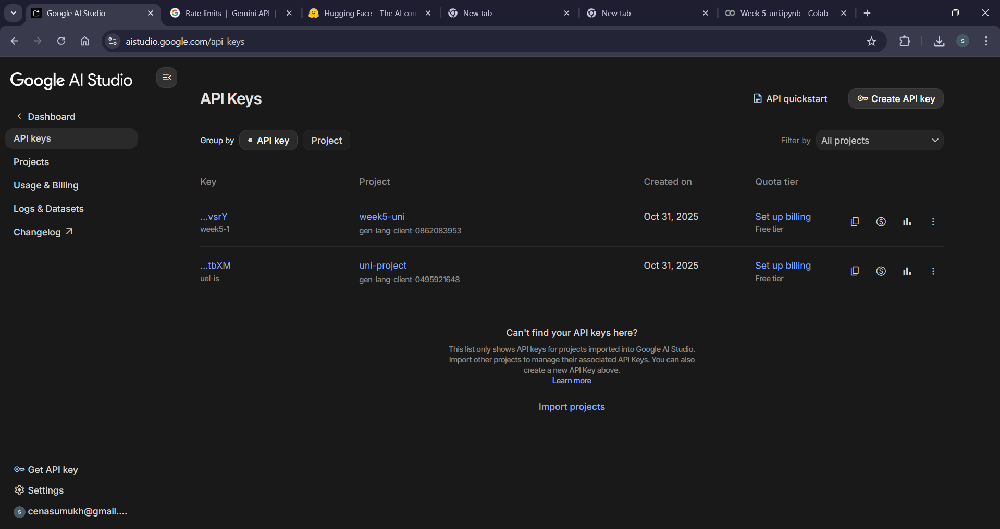 Google AI Studio
Rate limits | Gemini API |
Hugging Face – The AI con
New tab
New tab
Week 5-uni.ipynb - Colab
aistudio.google.com/api-keys
S
Google AI Studio
Dashboard
API keys
Projects
Usage & Billing
Logs & Datasets
Changelog
Get API key
Settings
s cenasumukh@gmail....
API Keys
API quickstart
Create API key
Group by API key Project
Filter by All projects
Key Project Created on Quota tier
...vsrY week5-uni Oct 31, 2025 Set up billing
week5-1 gen-lang-client-0862083953 Free tier
...tbXM uni-project Oct 31, 2025 Set up billing
uel-is gen-lang-client-0495921648 Free tier
Can't find your API keys here?
This list only shows API keys for projects imported into Google AI Studio.
Import other projects to manage their associated API Keys. You can also
create a new API Key above.
Learn more
Import projects